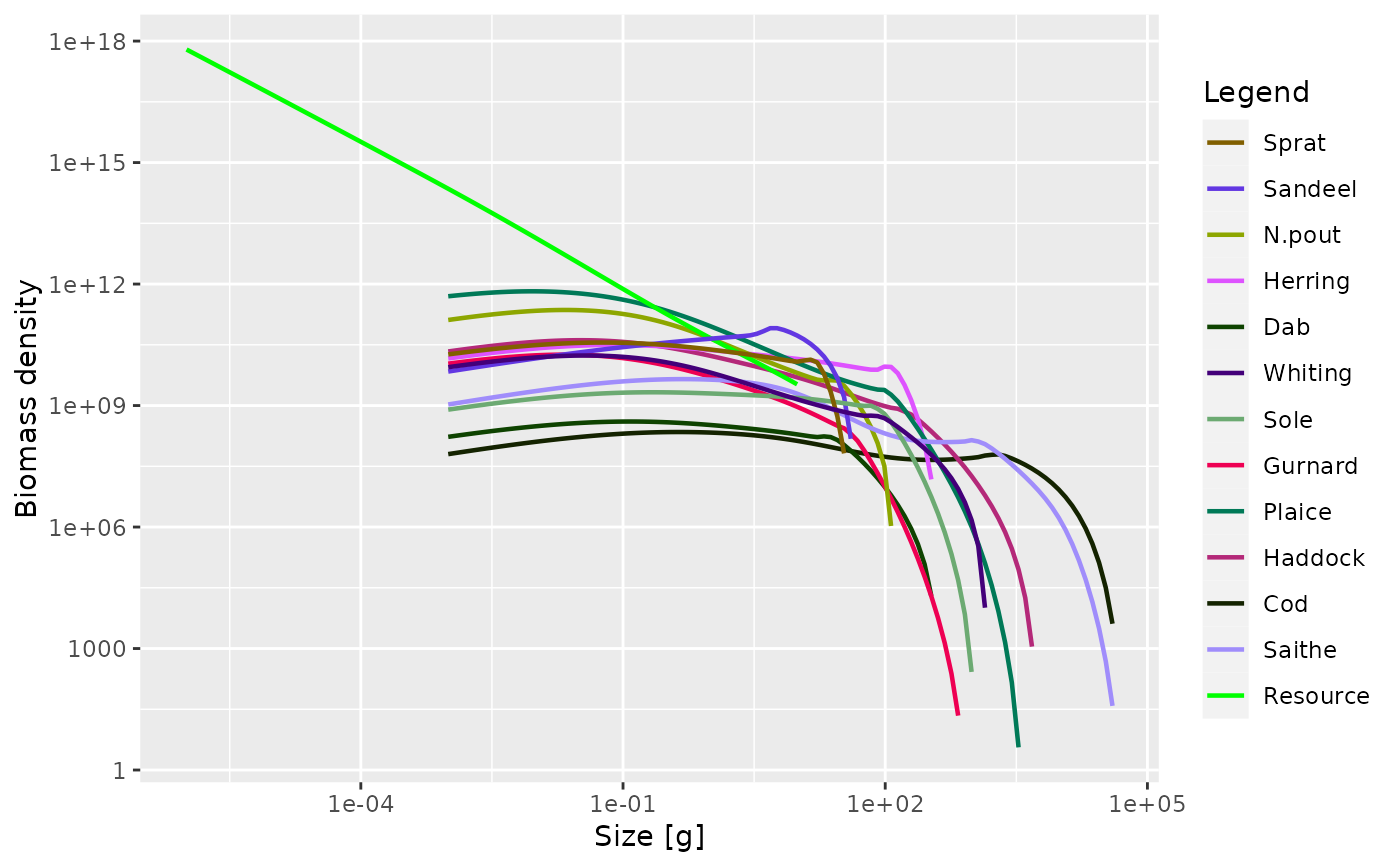 1e+18
1e+15
1e+12
1e+09
1e+06
1000
1
Biomass density
1e-04
1e-01
1e+02
1e+05
Size [g]
Legend
Sprat
Sandeel
N.pout
Herring
Dab
Whiting
Sole
Gurnard
Plaice
Haddock
Cod
Saithe
Resource